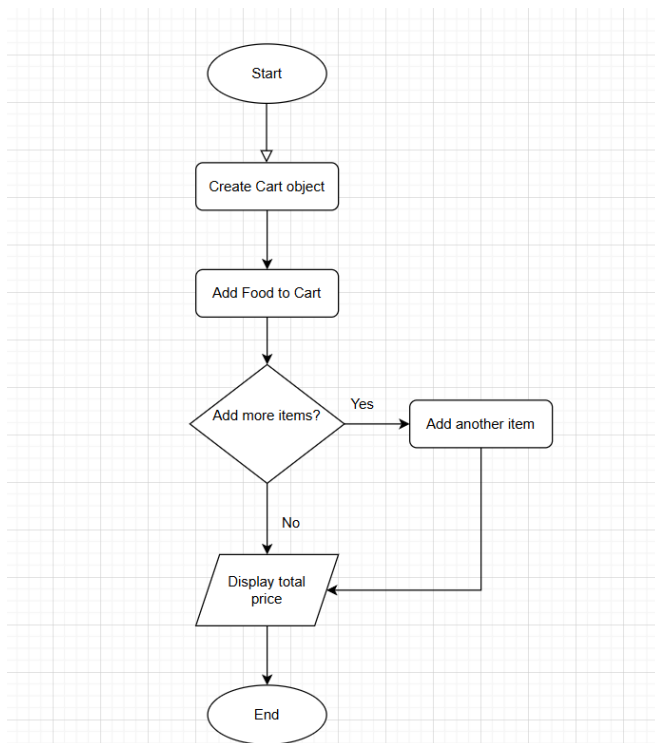 Start
Create Cart object
Add Food to Cart
Add more items?
Yes
Add another item
No
Display total
price
End